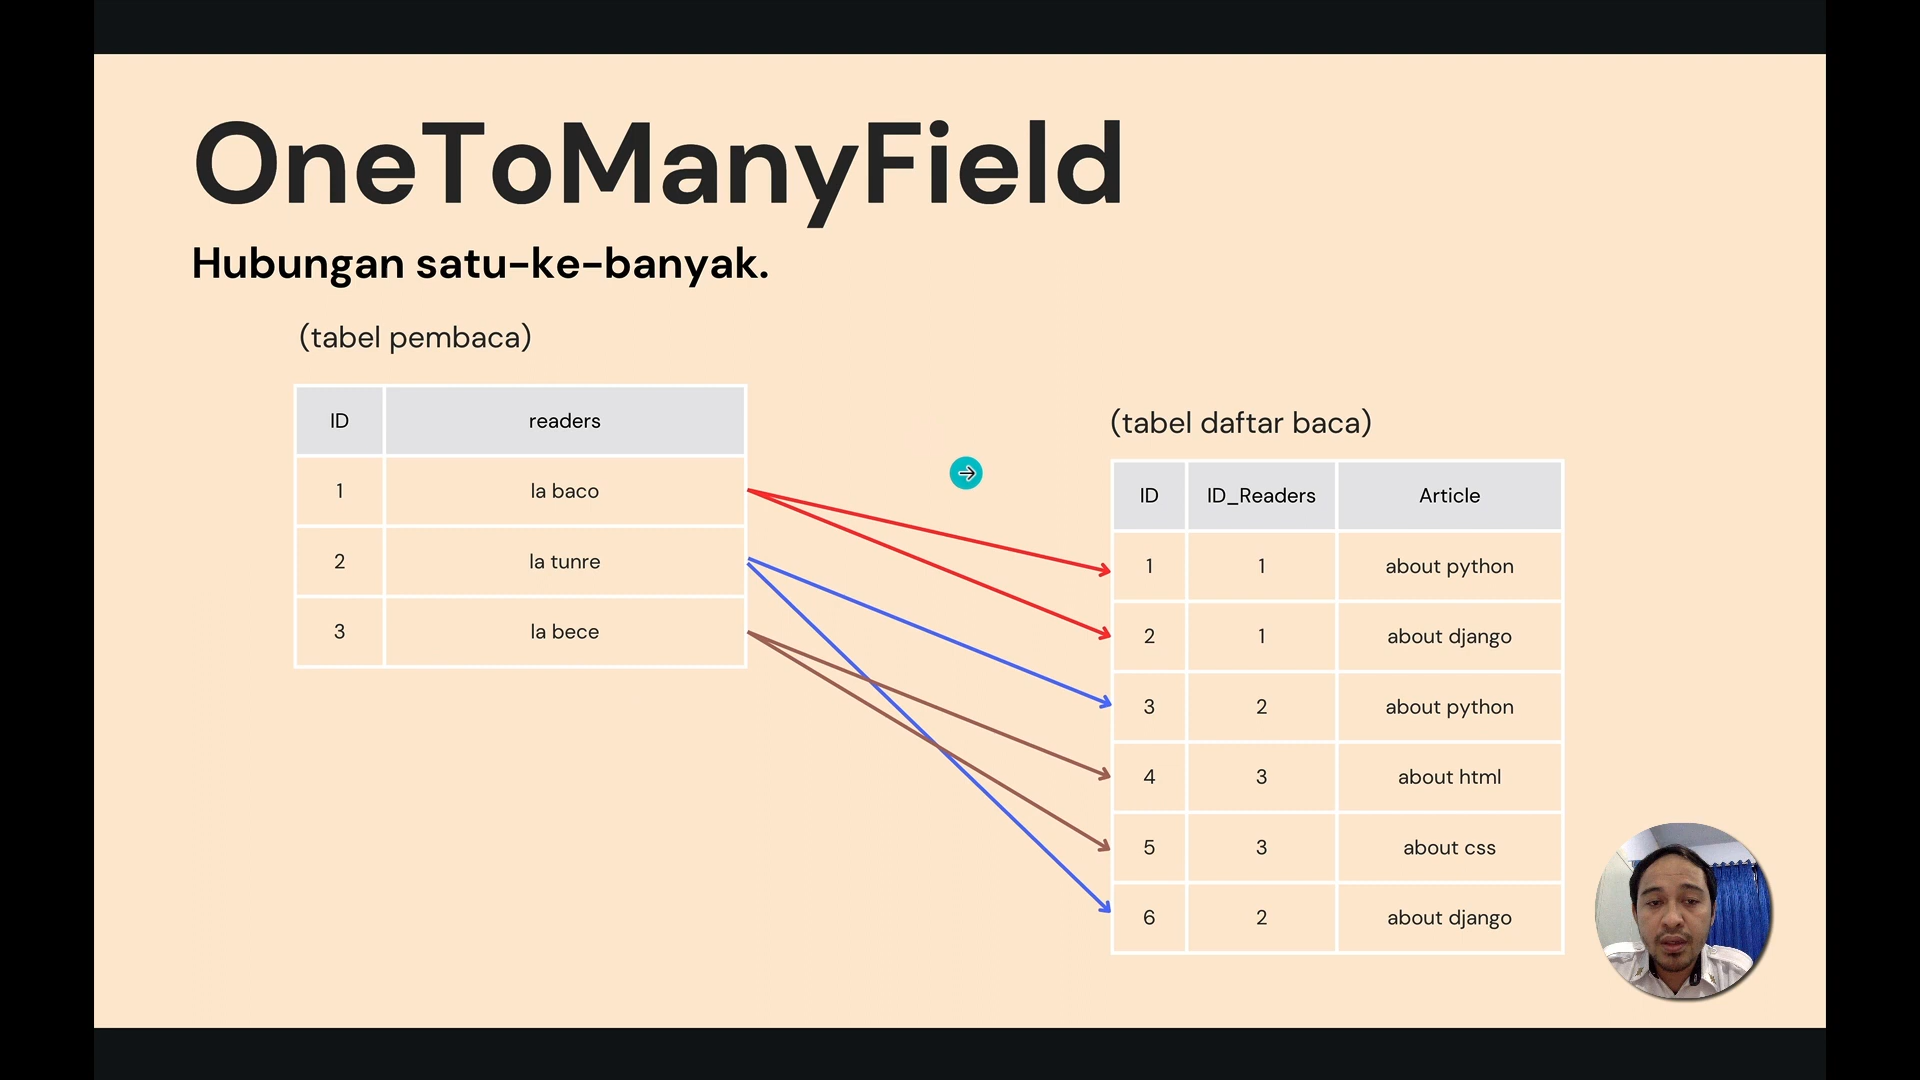 OneToManyField
Hubungan satu-ke-banyak.
(tabel pembaca)
ID readers
1 la baco
2 la tunre
3 la bece
(tabel daftar baca)
ID ID_Readers Article
1 1 about python
2 1 about django
3 2 about python
4 3 about html
5 3 about css
6 2 about django